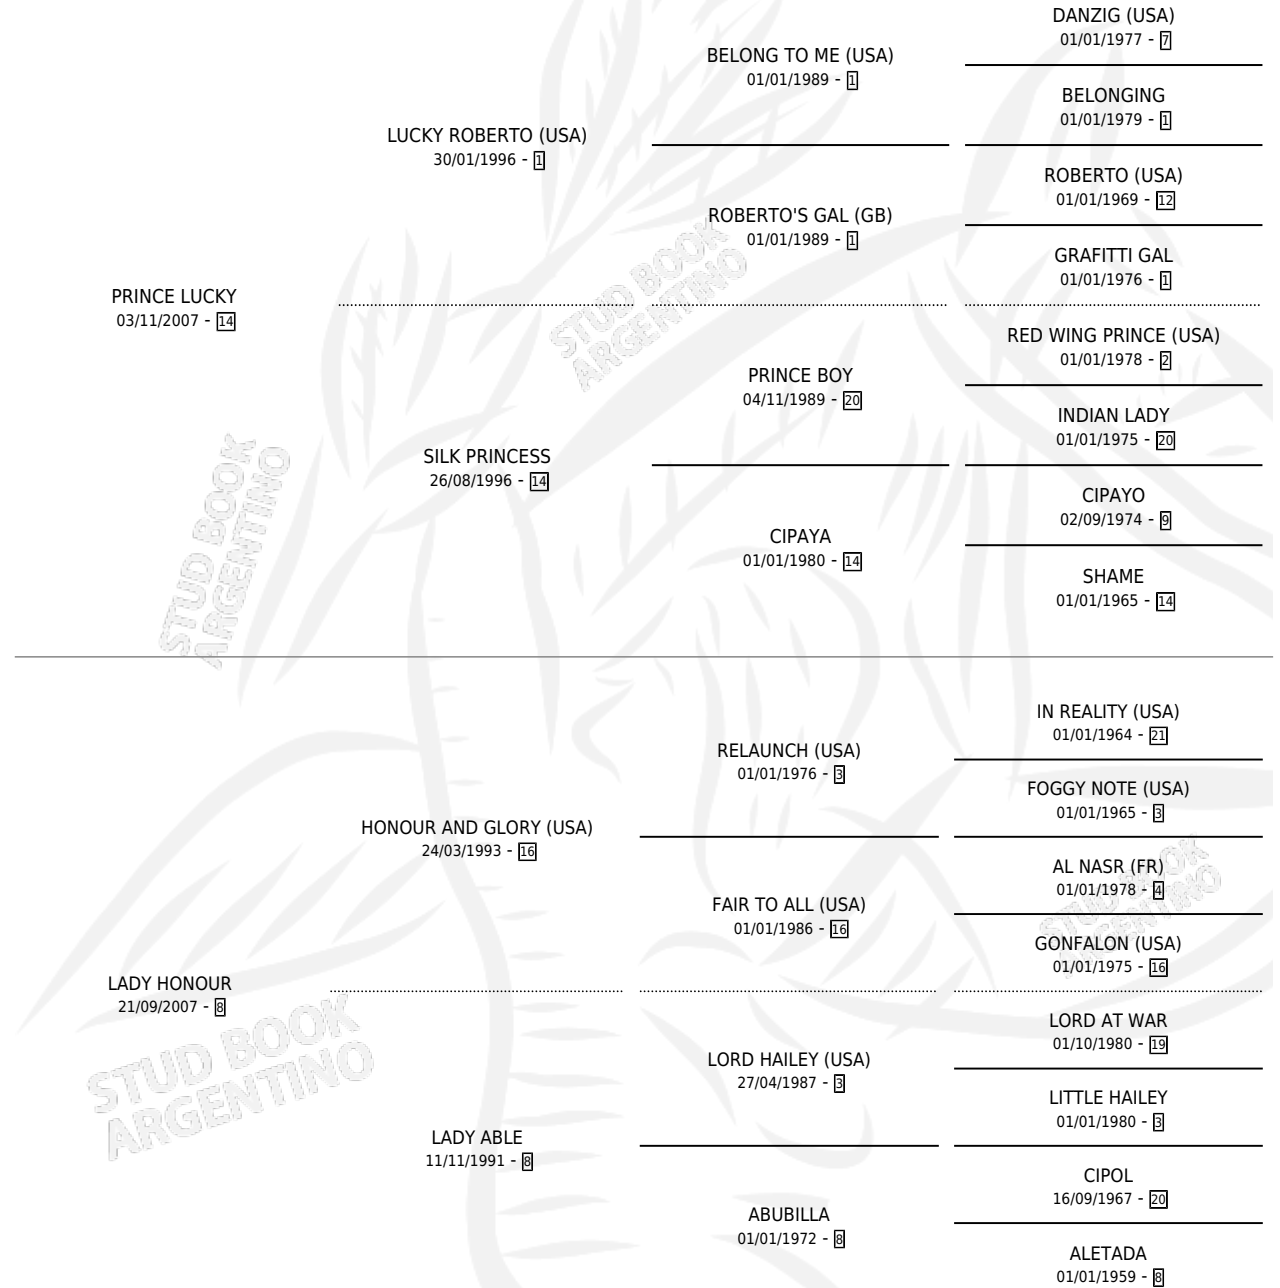 DANZIG (USA)
01/01/1977 - 7
BELONG TO ME (USA)
01/01/1989 - 1
BELONGING
01/01/1979 - 1
LUCKY ROBERTO (USA)
30/01/1996 - 1
ROBERTO (USA)
01/01/1969 - 12
ROBERTO'S GAL (GB)
01/01/1989 - 1
GRAFITTI GAL
01/01/1976 - 1
PRINCE LUCKY
03/11/2007 - 14
RED WING PRINCE (USA)
01/01/1978 - 2
PRINCE BOY
04/11/1989 - 20
INDIAN LADY
01/01/1975 - 20
SILK PRINCESS
26/08/1996 - 14
CIPAYO
02/09/1974 - 9
CIPAYA
01/01/1980 - 14
SHAME
01/01/1965 - 14
STUD BOOK
ARGENTINO
STUD BOOK
ARGENTINO
IN REALITY (USA)
01/01/1964 - 21
RELAUNCH (USA)
01/01/1976 - 3
FOGGY NOTE (USA)
01/01/1965 - 3
HONOUR AND GLORY (USA)
24/03/1993 - 16
AL NASR (FR)
01/01/1978 - 4
FAIR TO ALL (USA)
01/01/1986 - 16
GONFALON (USA)
01/01/1975 - 16
LADY HONOUR
21/09/2007 - 8
LORD AT WAR
01/10/1980 - 19
LORD HAILEY (USA)
27/04/1987 - 3
LITTLE HAILEY
01/01/1980 - 3
LADY ABLE
11/11/1991 - 8
CIPOL
16/09/1967 - 20
ABUBILLA
01/01/1972 - 8
ALETADA
01/01/1959 - 8
STUD BOOK
ARGENTINO
STUD BOOK
ARGENTINO